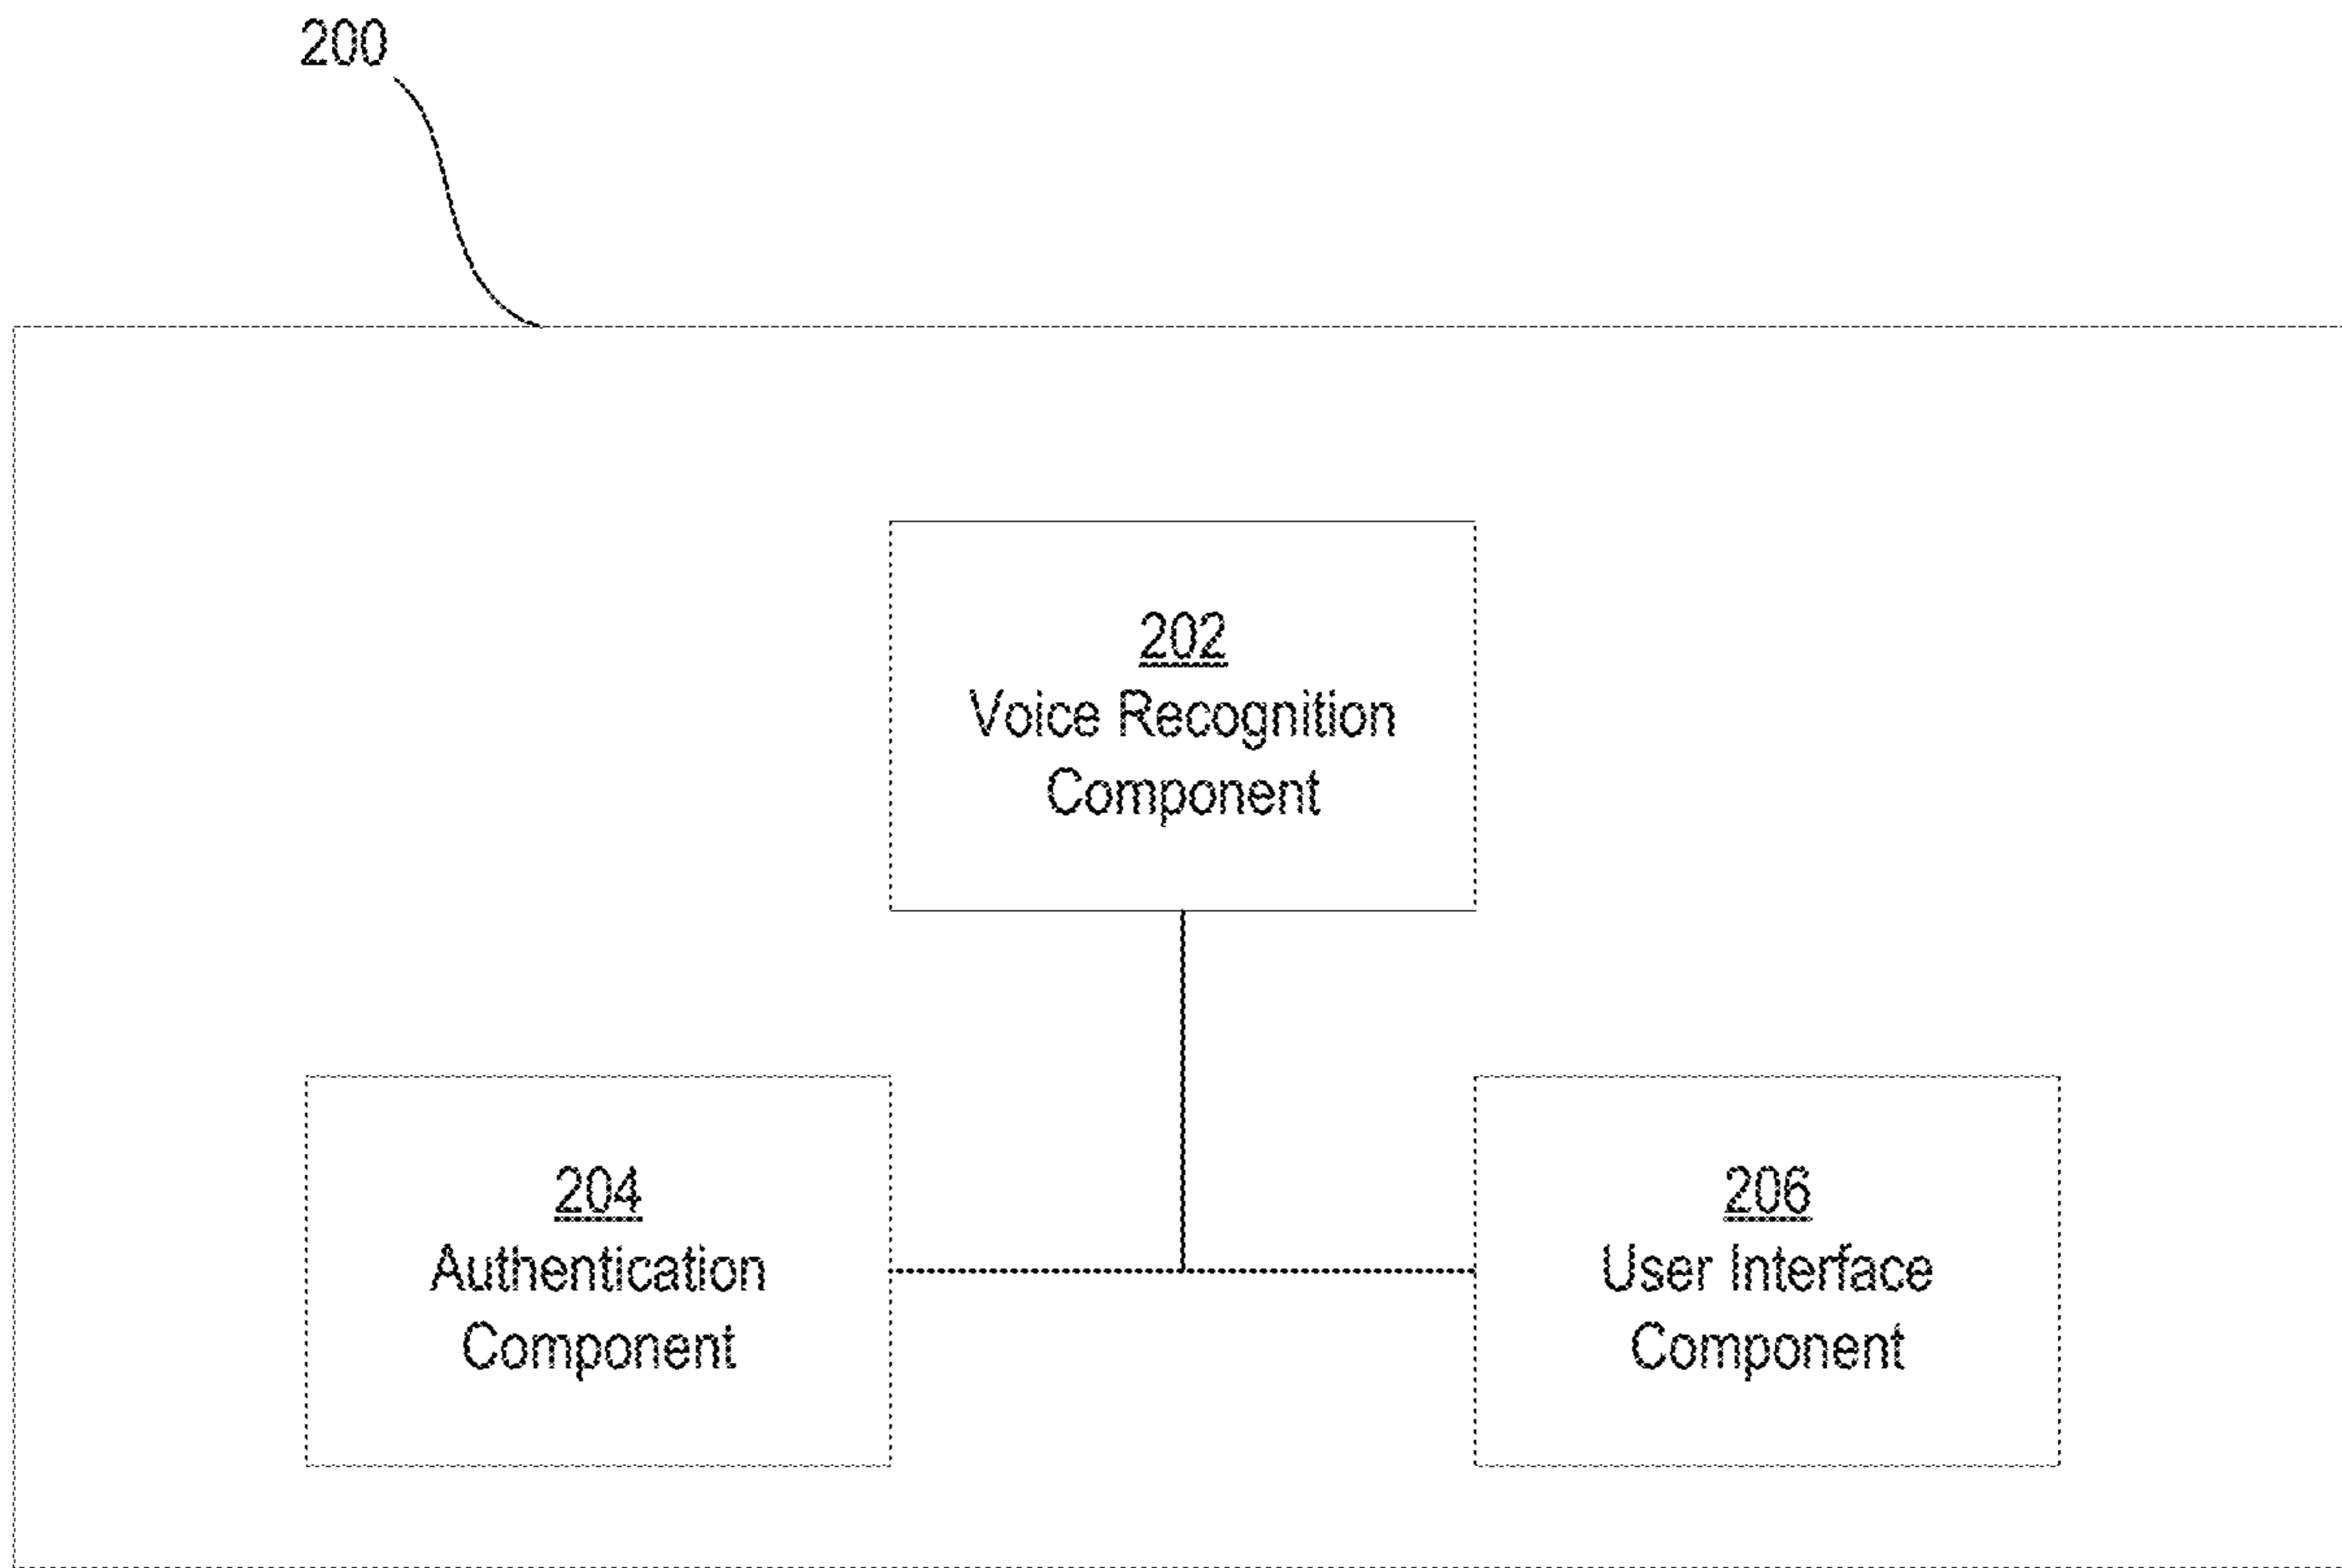 200
202
Voice Recognition
Component
204
Authentication
Component
206
User Interface
Component